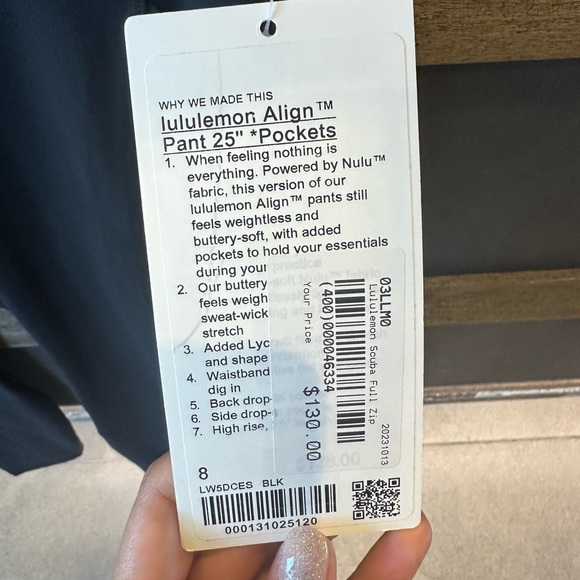 WHY WE MADE THIS
lululemon Align™
Pant 25" *Pockets
1. When feeling nothing is
everything. Powered by Nulu™
fabric, this version of our
lululemon Align™ pants still
feels weightless and
buttery-soft, with added
pockets to hold your essentials
during your
2. Our buttery
feels weigh
sweat-wick
stretch
3. Added Lyc
and shape
4. Waistband
dig in
5. Back drop-
6. Side drop-
7. High rise,
03LLM0
Lululemon Scuba Full Zip
20231013
(400)000046334
Your Price
$130.00
8
LW5DCES BLK
000131025120